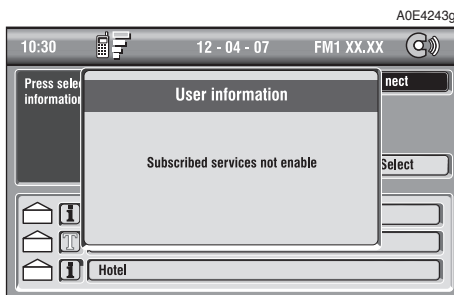 A0E4243g
10:30 12 - 04 - 07 FM1 XX.XX
User information
Press sele nect
information
Subscribed services not enable
Select
i
T
i Hotel